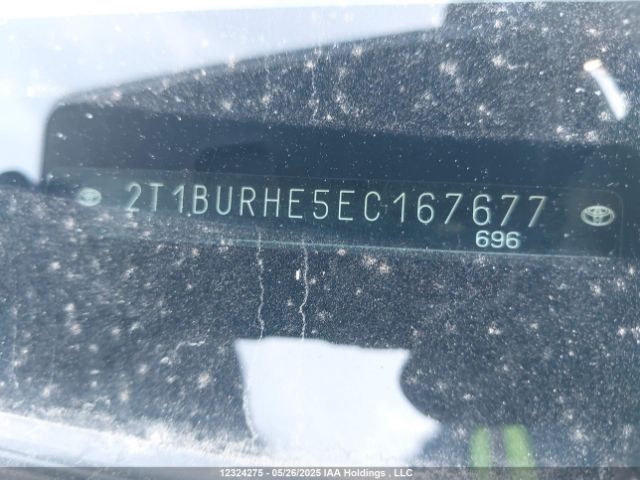 2T1BURHE5EC167677
696
12324275 - 05/26/2025 IAA Holdings , LLC